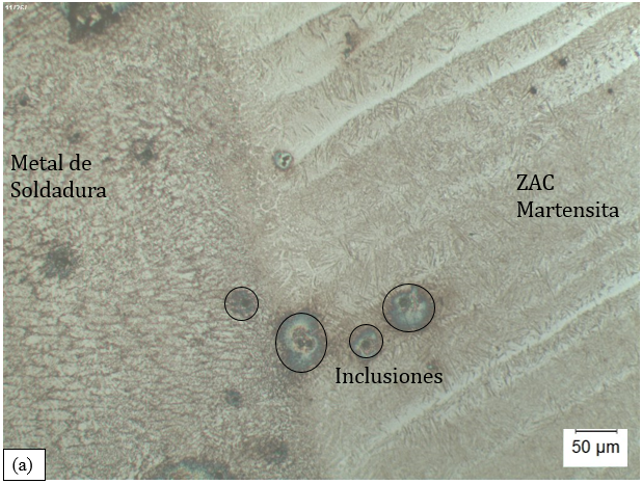 Metal de
Soldadura
ZAC
Martensita
Inclusiones
50 µm
(a)